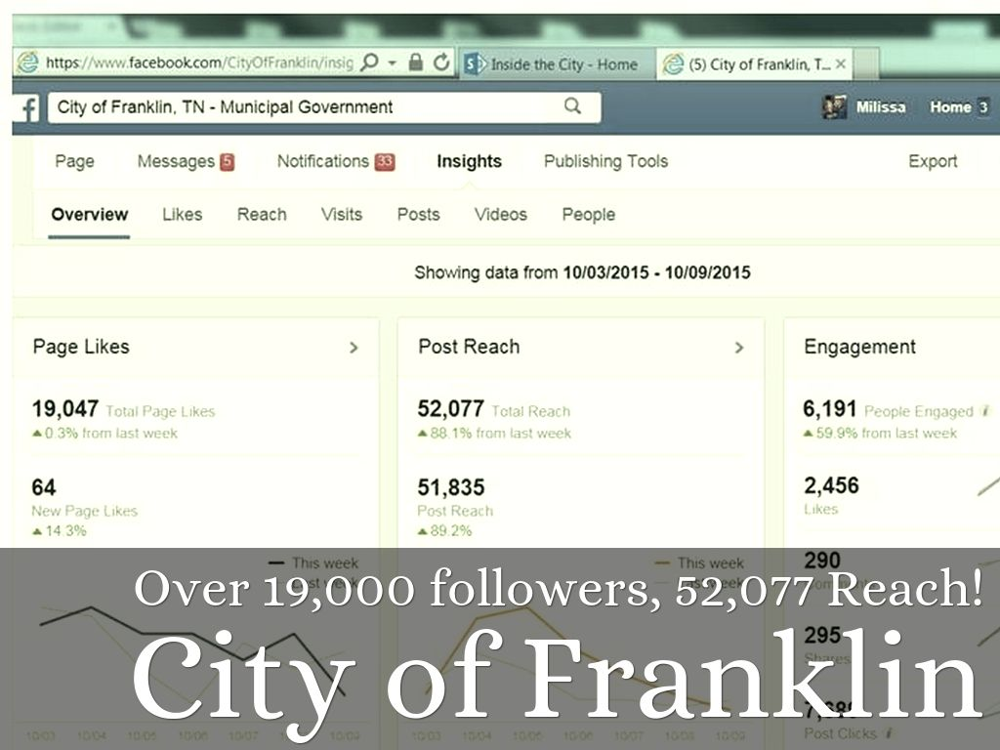 https://www.facebook.com/CityOfFranklin/insig
Inside the City - Home
(5) City of Franklin, T...
f
City of Franklin, TN - Municipal Government
Milissa
Home 3
Page
Messages 5
Notifications 33
Insights
Publishing Tools
Export
Overview
Likes
Reach
Visits
Posts
Videos
People
Showing data from 10/03/2015 - 10/09/2015
Page Likes
19,047 Total Page Likes
0.3% from last week
64
New Page Likes
14.3%
This week
Last week
10/03 10/04 10/05 10/06 10/07 10/09
Post Reach
52,077 Total Reach
88.1% from last week
51,835
Post Reach
89.2%
This week
Last week
10/03 10/04 10/05 10/06 10/07 10/08 10/09
Engagement
6,191 People Engaged
59.9% from last week
2,456
Likes
290
Comments
295
Shares
Post Clicks
Over 19,000 followers, 52,077 Reach!
City of Franklin